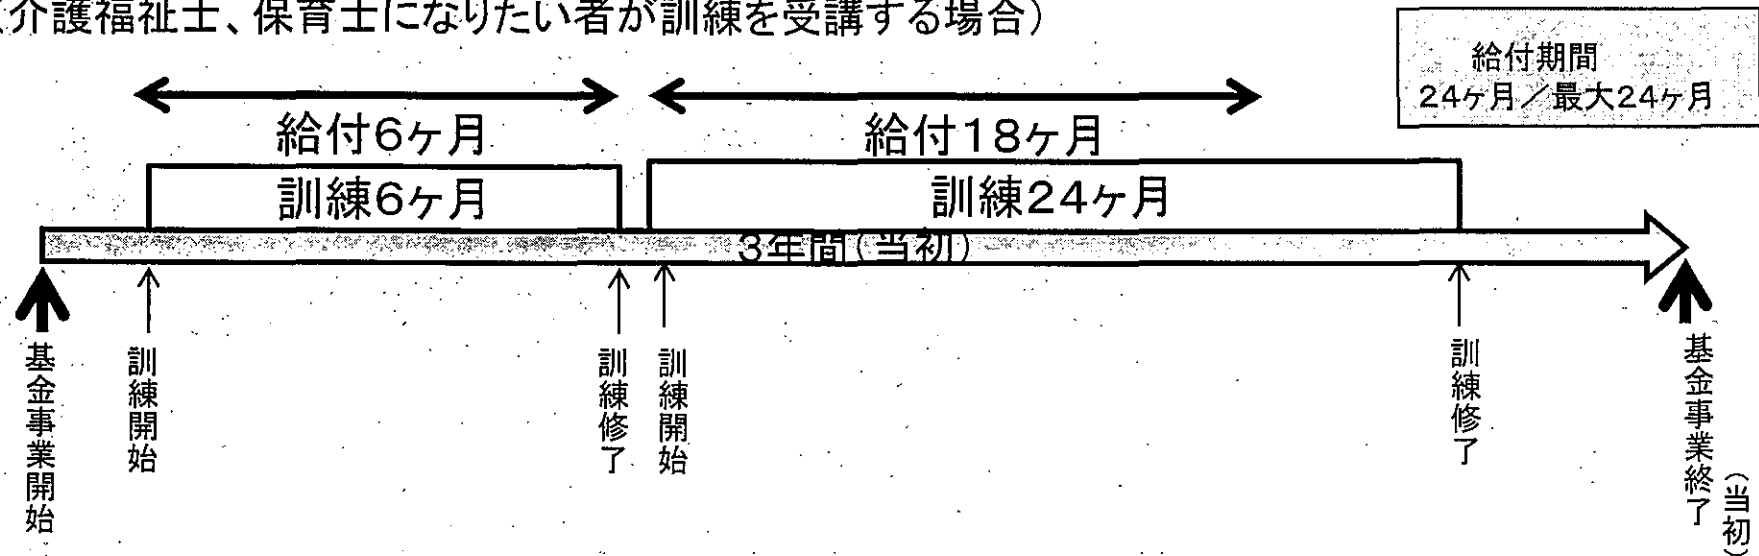 （介護福祉士、保育士になりたい者が訓練を受講する場合）
給付期間
24ヶ月／最大24ヶ月
給付6ヶ月
給付18ヶ月
訓練6ヶ月
訓練24ヶ月
3年間（当初）
基金事業開始
訓練開始
訓練修了
訓練開始
訓練修了
基金事業終了
（当初）